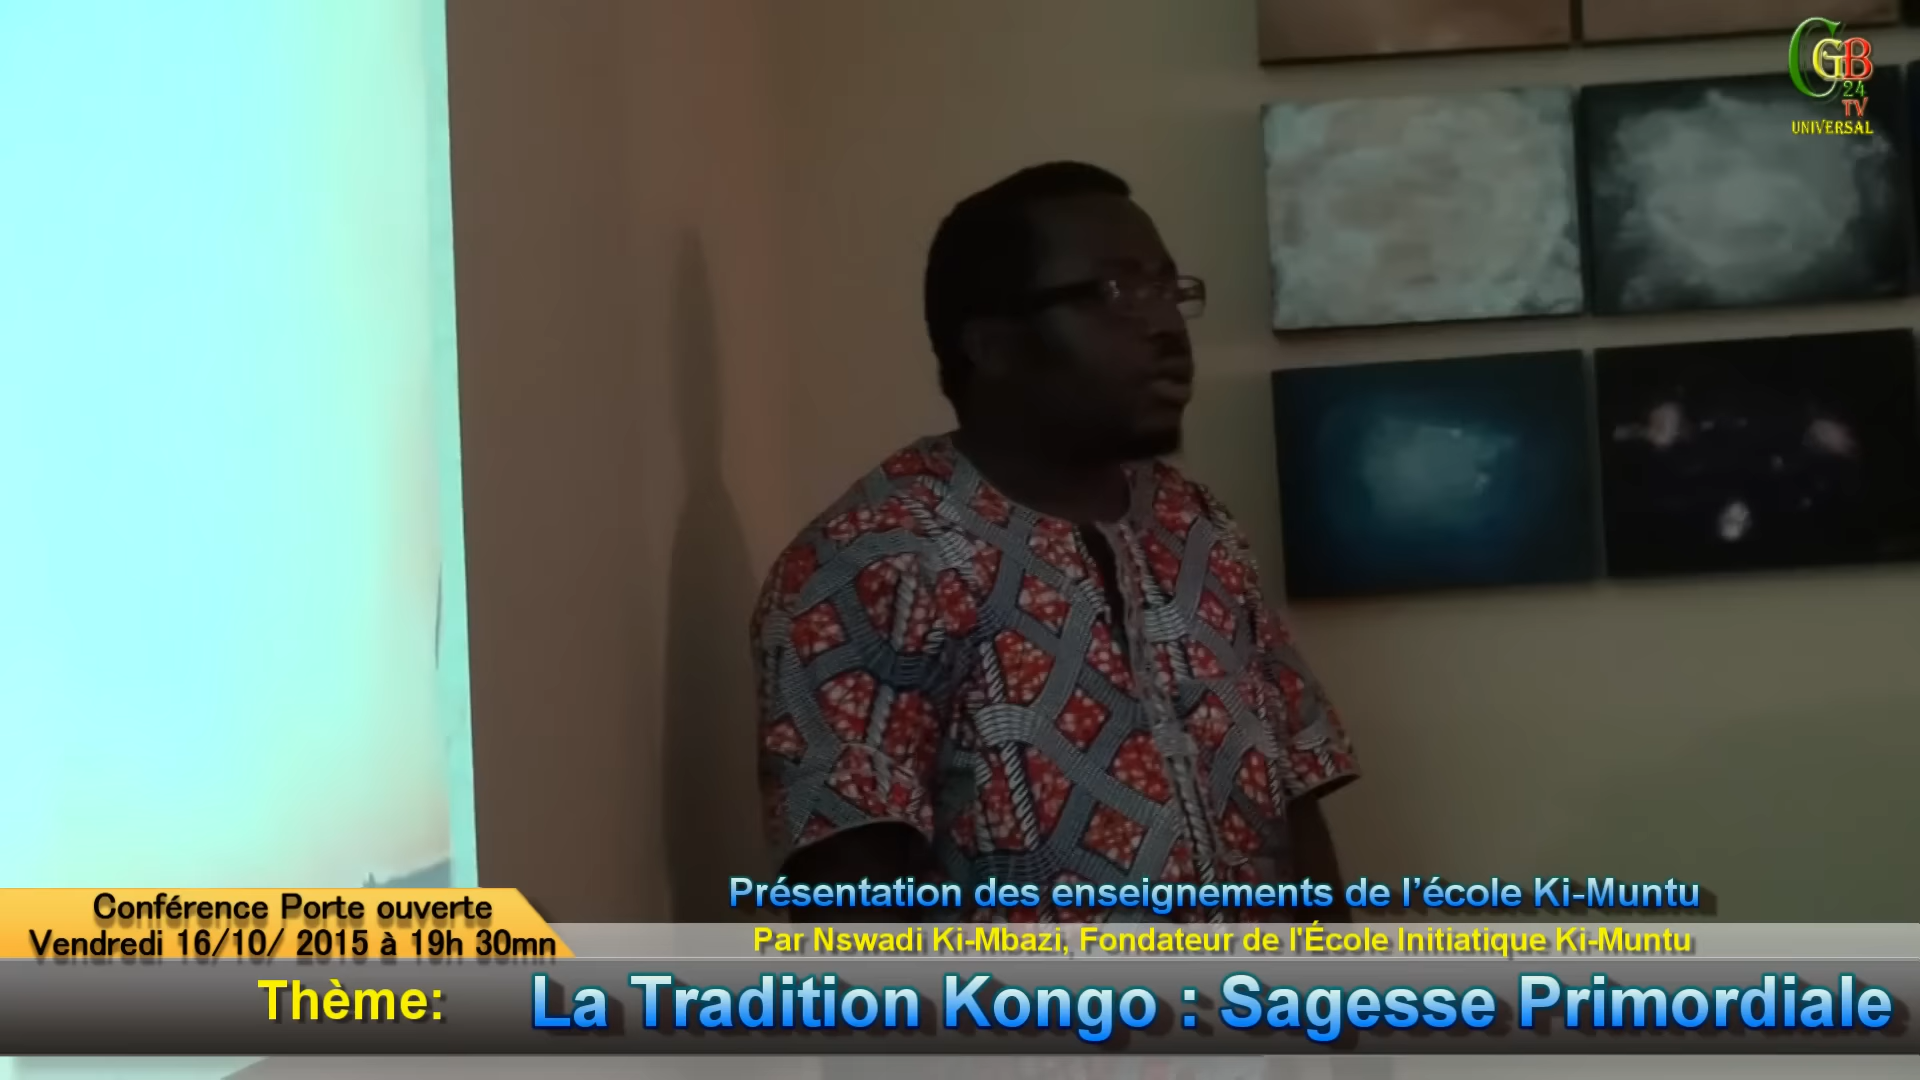 CGB
24
TV
UNIVERSAL
Conférence Porte ouverte
Vendredi 16/10/ 2015 à 19h 30mn
Présentation des enseignements de l’école Ki-Muntu
Par Nswadi Ki-Mbazi, Fondateur de l'École Initiatique Ki-Muntu
Thème: La Tradition Kongo : Sagesse Primordiale